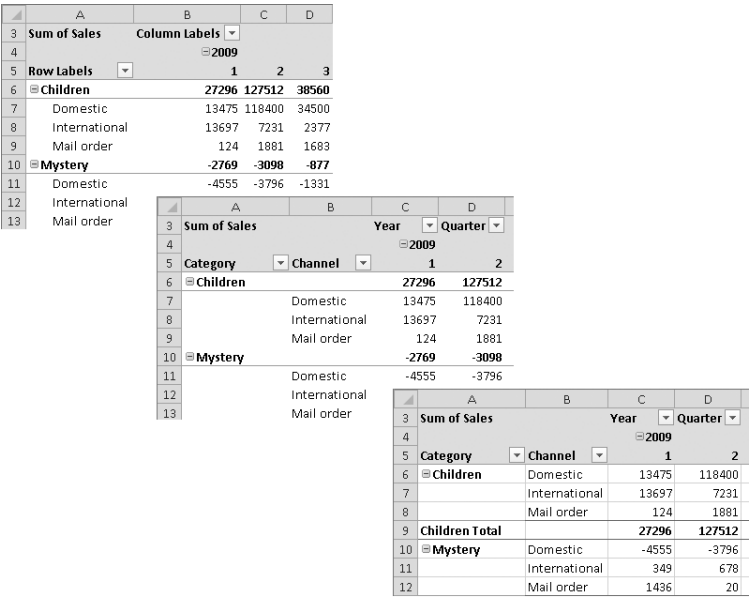 A B C D
3 Sum of Sales Column Labels
4 2009
5 Row Labels 1 2 3
6 Children 27296 127512 38560
7 Domestic 13475 118400 34500
8 International 13697 7231 2377
9 Mail order 124 1881 1683
10 Mystery -2769 -3098 -877
11 Domestic -4555 -3796 -1331
12 International
13 Mail order
A B C D
3 Sum of Sales Year Quarter
4 2009
5 Category Channel 1 2
6 Children 27296 127512
7 Domestic 13475 118400
8 International 13697 7231
9 Mail order 124 1881
10 Mystery -2769 -3098
11 Domestic -4555 -3796
12 International
13 Mail order
A B C D
3 Sum of Sales Year Quarter
4 2009
5 Category Channel 1 2
6 Children Domestic 13475 118400
7 International 13697 7231
8 Mail order 124 1881
9 Children Total 27296 127512
10 Mystery Domestic -4555 -3796
11 International 349 678
12 Mail order 1436 20